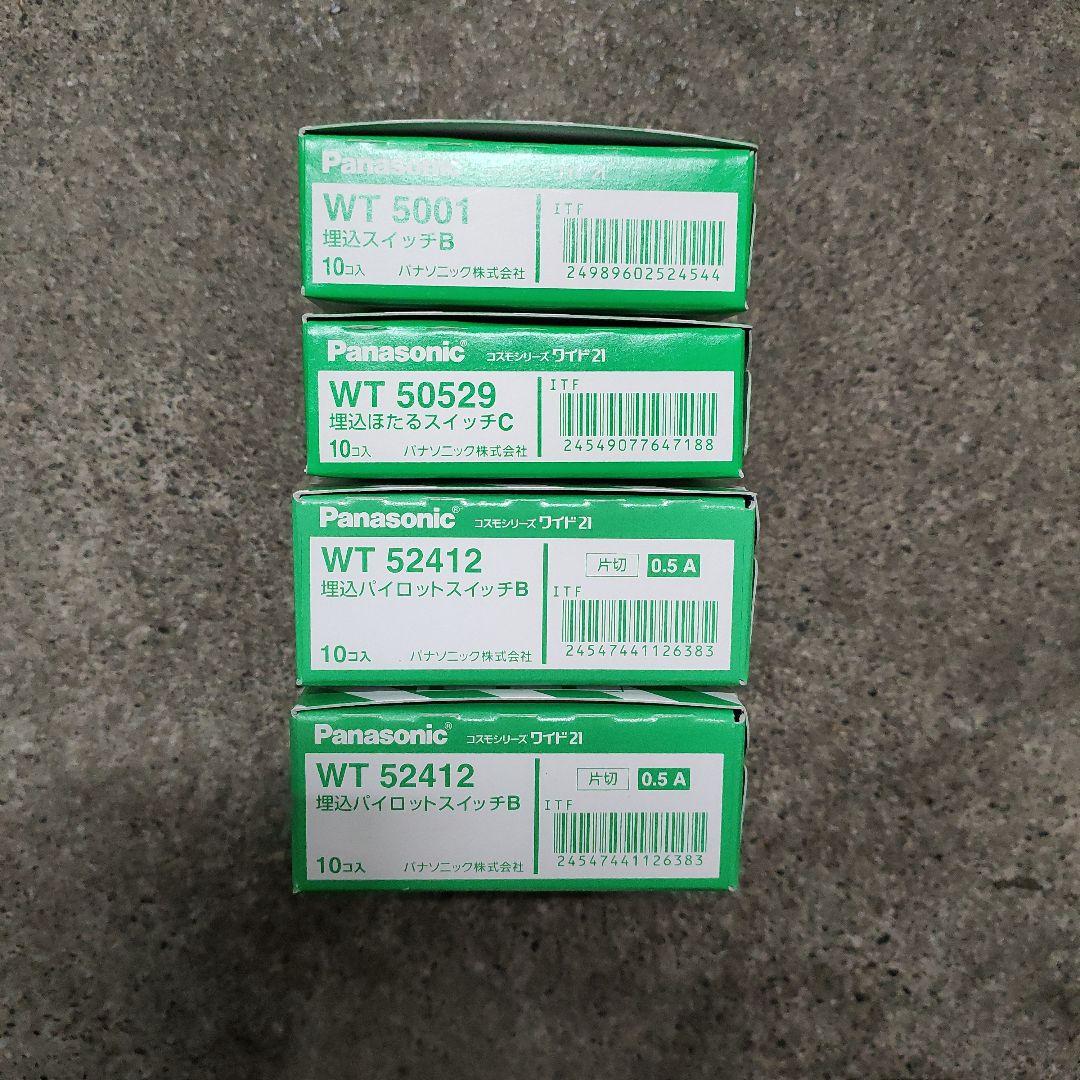 Panasonic
WT 5001
埋込スイッチB
10コ入 パナソニック株式会社
ITF
24989602524544
Panasonic® コスモシリーズ ワイド21
WT 50529
埋込ほたるスイッチC
10コ入 パナソニック株式会社
ITF
24549077647188
Panasonic® コスモシリーズ ワイド21
WT 52412
埋込パイロットスイッチB
10コ入 パナソニック株式会社
片切 0.5 A
ITF
24547441126383
Panasonic® コスモシリーズ ワイド21
WT 52412
埋込パイロットスイッチB
10コ入 パナソニック株式会社
片切 0.5 A
ITF
24547441126383